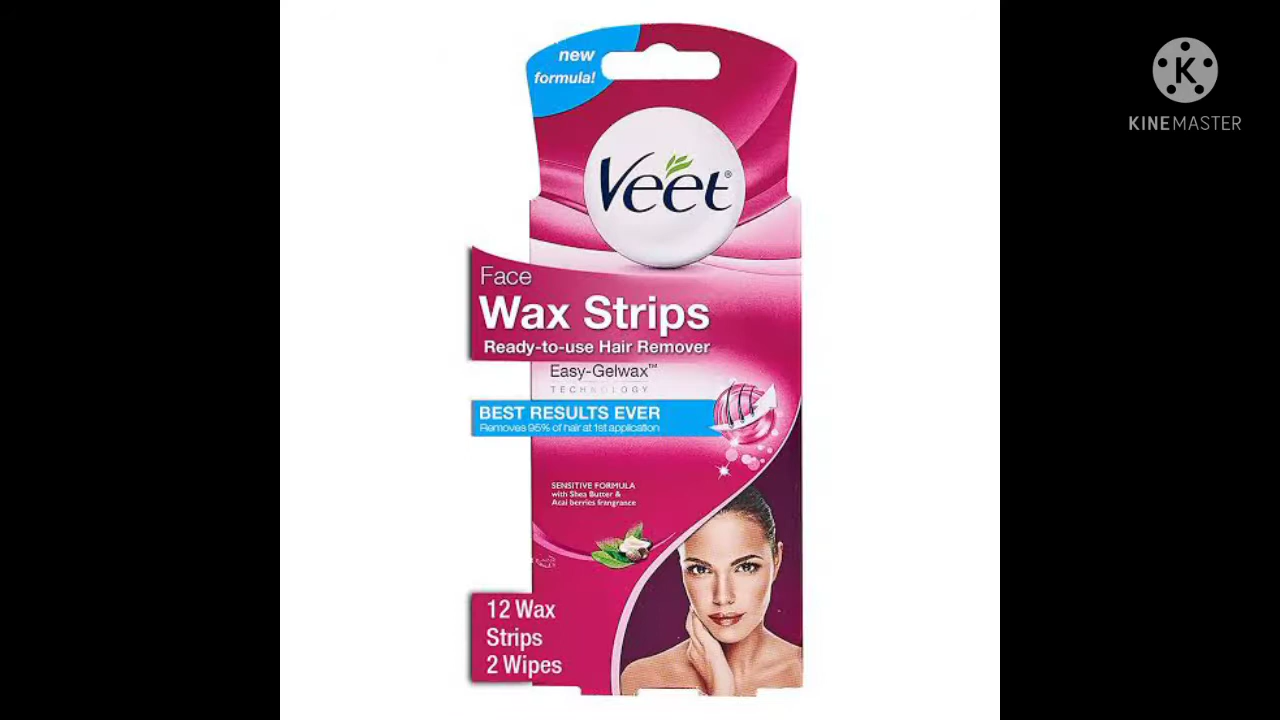 new
formula!
Veet®
Face
Wax Strips
Ready-to-use Hair Remover
Easy-Gelwax™
TECHNOLOGY
BEST RESULTS EVER
Removes 95% of hair at 1st application
SENSITIVE FORMULA
with Shea Butter &
Acai berries frangrance
12 Wax
Strips
2 Wipes
KINEMASTER